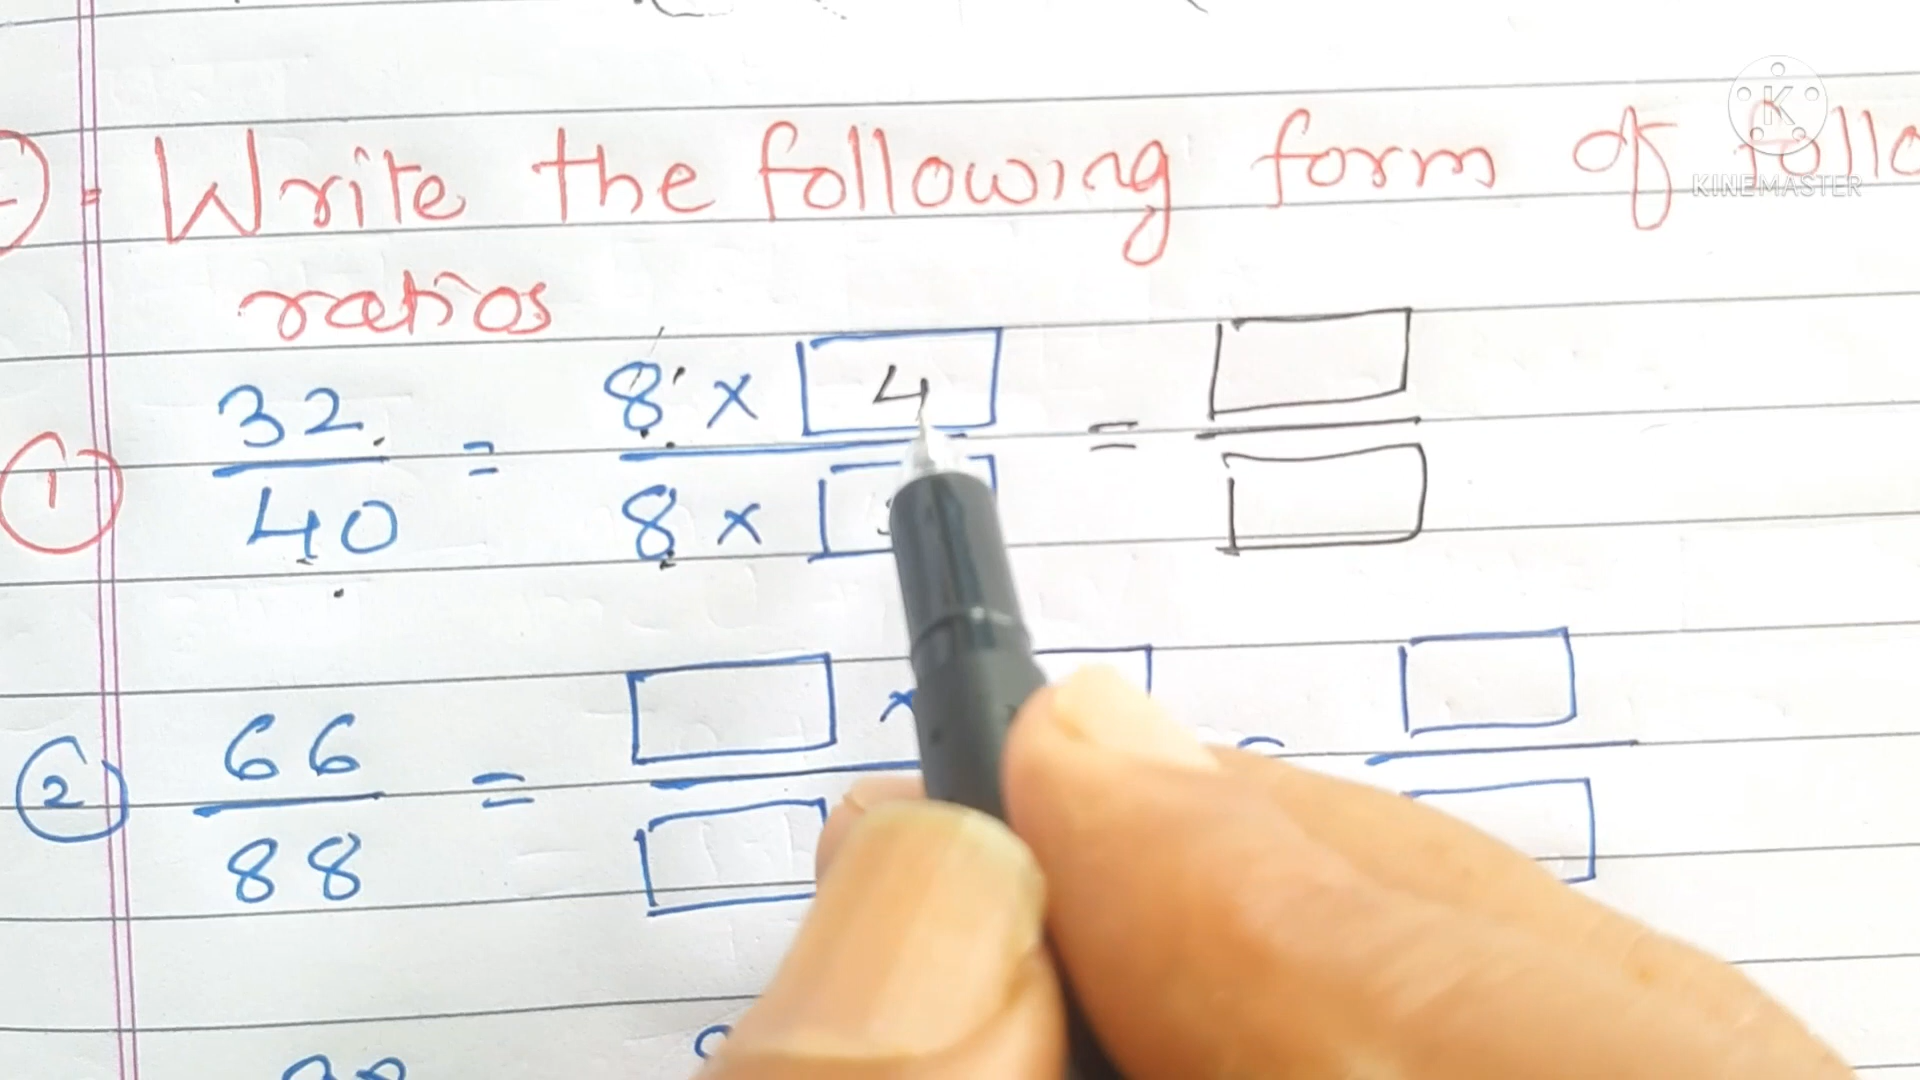 Write the following form of follo
ratios
① 32/40 = 8 × 4 / 8 × =
② 66/88 = ×
K
KINEMASTER